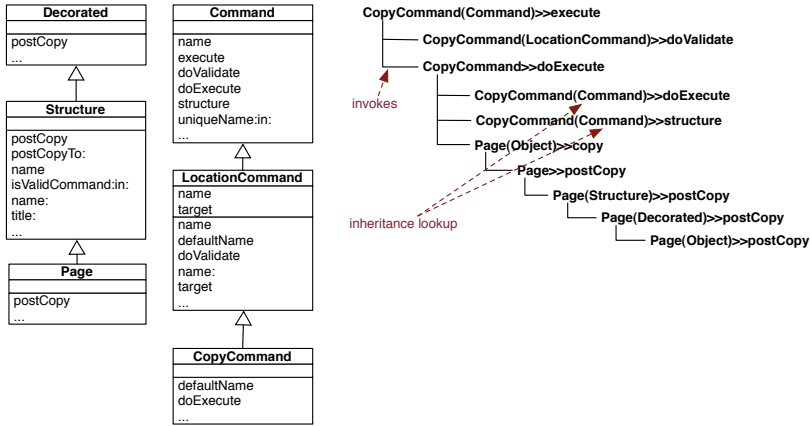 Decorated
postCopy
...
Structure
postCopy
postCopyTo:
name
isValidCommand:in:
name:
title:
...
Page
postCopy
...
Command
name
execute
doValidate
doExecute
structure
uniqueName:in:
...
LocationCommand
name
target
name
defaultName
doValidate
name:
target
...
CopyCommand
defaultName
doExecute
...
CopyCommand(Command)>>execute
CopyCommand(LocationCommand)>>doValidate
CopyCommand>>doExecute
invokes
CopyCommand(Command)>>doExecute
CopyCommand(Command)>>structure
Page(Object)>>copy
Page>>postCopy
Page(Structure)>>postCopy
inheritance lookup
Page(Decorated)>>postCopy
Page(Object)>>postCopy